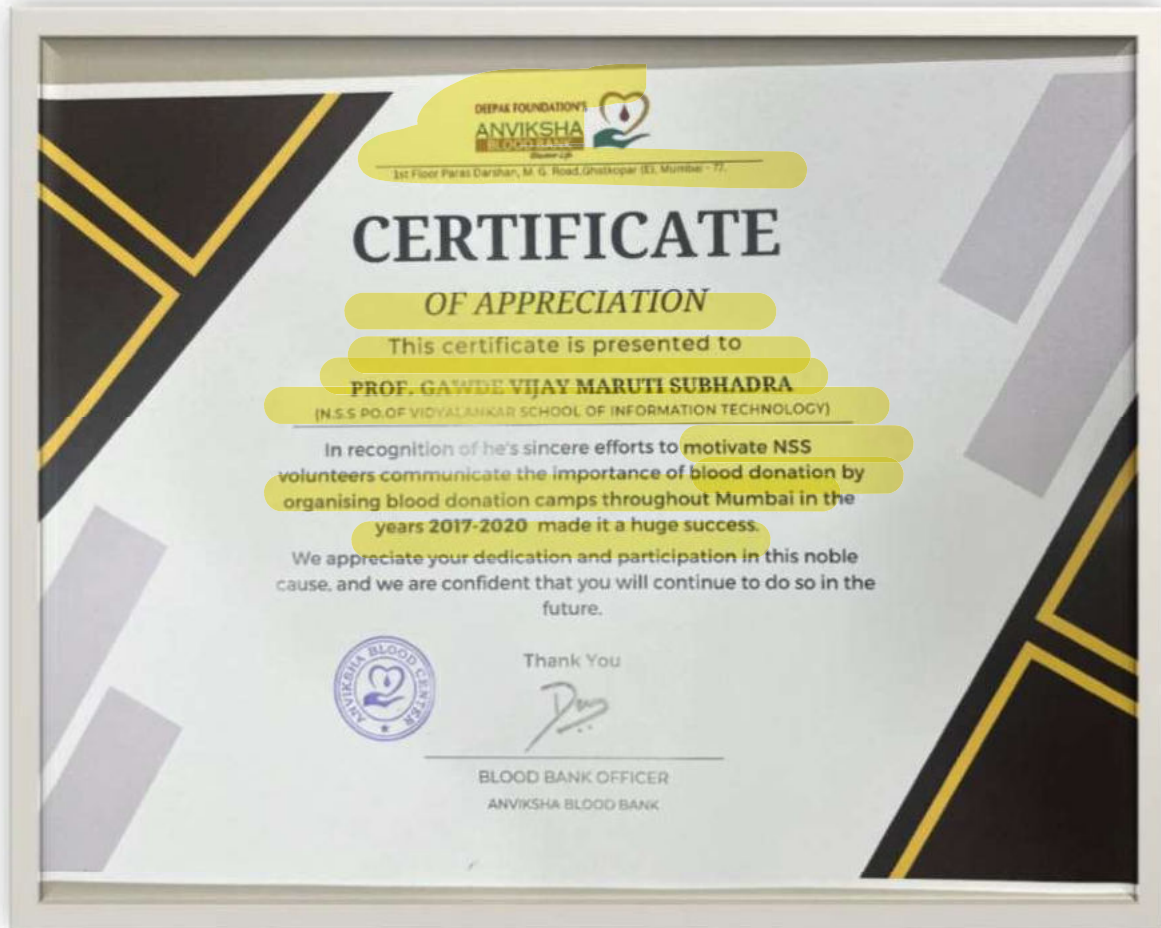 DEEPAK FOUNDATION'S
ANVIKSHA
BLOOD BANK
1st Floor Paras Darshan, M. G. Road,Ghatkopar (E), Mumbai - 77.
CERTIFICATE
OF APPRECIATION
This certificate is presented to
PROF. GAWDE VIJAY MARUTI SUBHADRA
(N.S.S PO.OF VIDYALANKAR SCHOOL OF INFORMATION TECHNOLOGY)
In recognition of he's sincere efforts to motivate NSS
volunteers communicate the importance of blood donation by
organising blood donation camps throughout Mumbai in the
years 2017-2020 made it a huge success.
We appreciate your dedication and participation in this noble
cause, and we are confident that you will continue to do so in the
future.
ANVIKSHA BLOOD CENTER
Thank You
BLOOD BANK OFFICER
ANVIKSHA BLOOD BANK